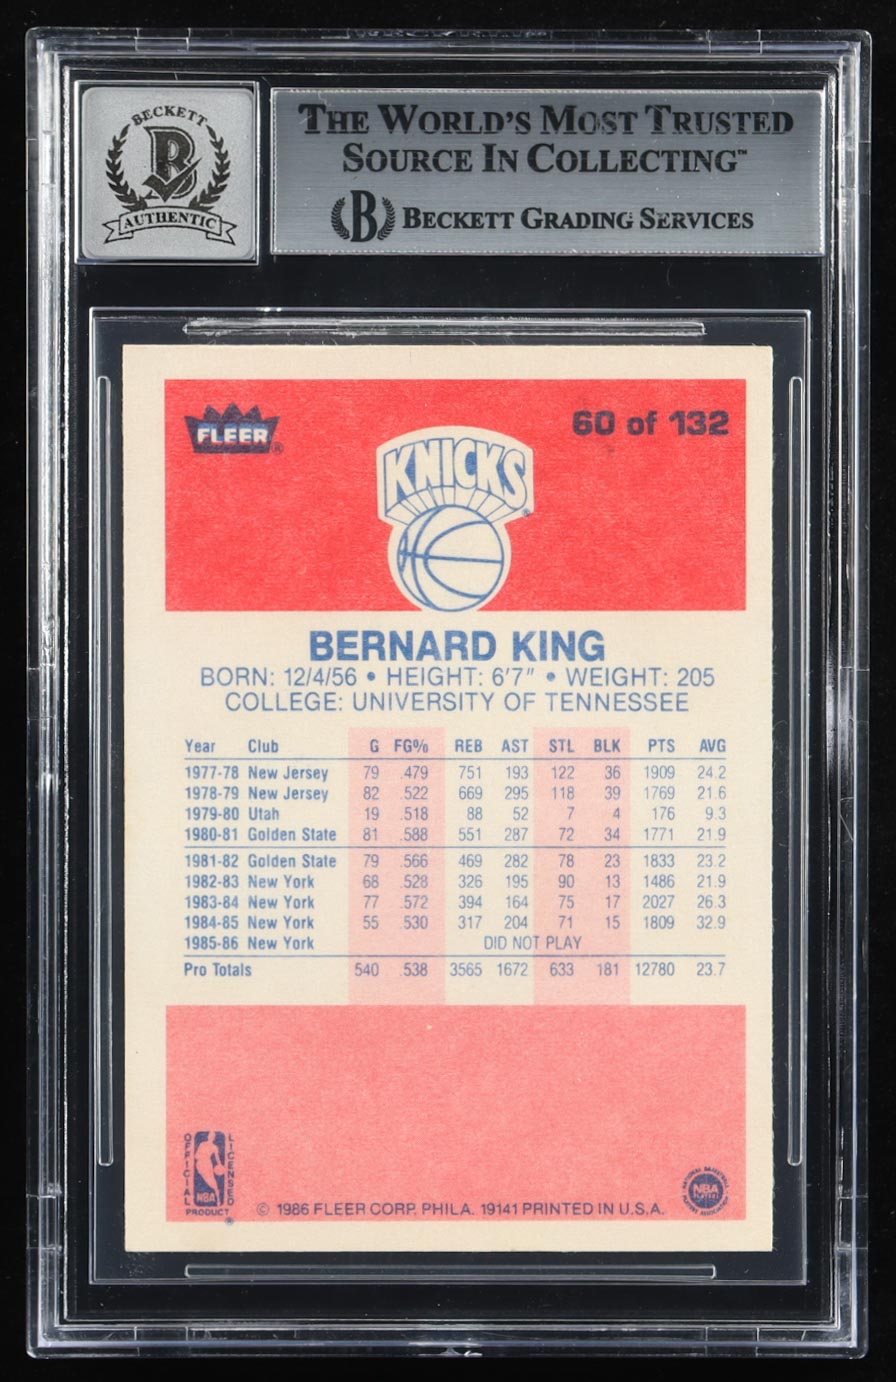 BECKETT
B
AUTHENTIC
THE WORLD'S MOST TRUSTED
SOURCE IN COLLECTING™
B BECKETT GRADING SERVICES
FLEER ®
60 of 132
KNICKS ®
BERNARD KING
BORN: 12/4/56 • HEIGHT: 6'7" • WEIGHT: 205
COLLEGE: UNIVERSITY OF TENNESSEE
Year Club G FG% REB AST STL BLK PTS AVG
1977-78 New Jersey 79 .479 751 193 122 36 1909 24.2
1978-79 New Jersey 82 .522 669 295 118 39 1769 21.6
1979-80 Utah 19 .518 88 52 7 4 176 9.3
1980-81 Golden State 81 .588 551 287 72 34 1771 21.9
1981-82 Golden State 79 .566 469 282 78 23 1833 23.2
1982-83 New York 68 .528 326 195 90 13 1486 21.9
1983-84 New York 77 .572 394 164 75 17 2027 26.3
1984-85 New York 55 .530 317 204 71 15 1809 32.9
1985-86 New York DID NOT PLAY
Pro Totals 540 .538 3565 1672 633 181 12780 23.7
OFFICIAL LICENSED
NBA
PRODUCT ®
© 1986 FLEER CORP. PHILA. 19141 PRINTED IN U.S.A.
NATIONAL BASKETBALL
NBA
PLAYERS
PLAYERS ASSOCIATION